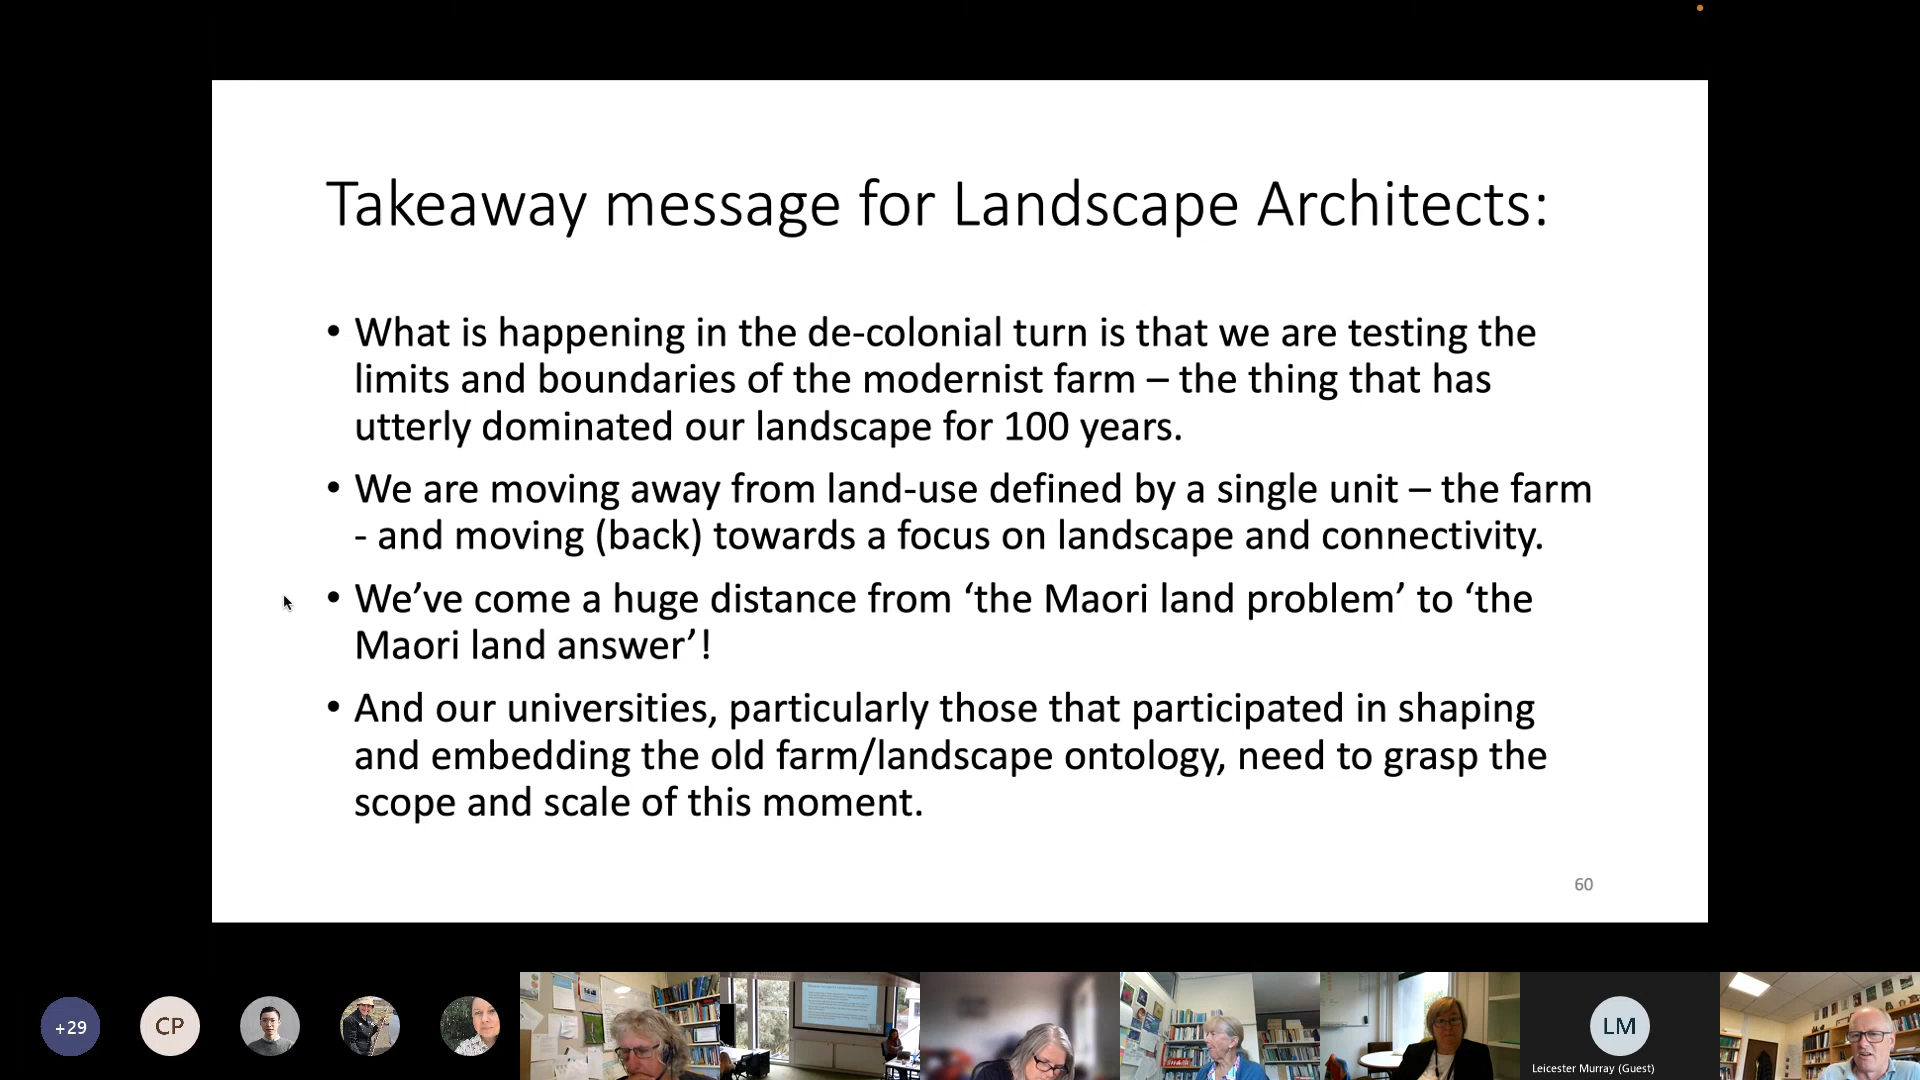 Takeaway message for Landscape Architects:
• What is happening in the de-colonial turn is that we are testing the
limits and boundaries of the modernist farm – the thing that has
utterly dominated our landscape for 100 years.
• We are moving away from land-use defined by a single unit – the farm
- and moving (back) towards a focus on landscape and connectivity.
• We’ve come a huge distance from ‘the Maori land problem’ to ‘the
Maori land answer’!
• And our universities, particularly those that participated in shaping
and embedding the old farm/landscape ontology, need to grasp the
scope and scale of this moment.
60
+29
CP
LM
Leicester Murray (Guest)